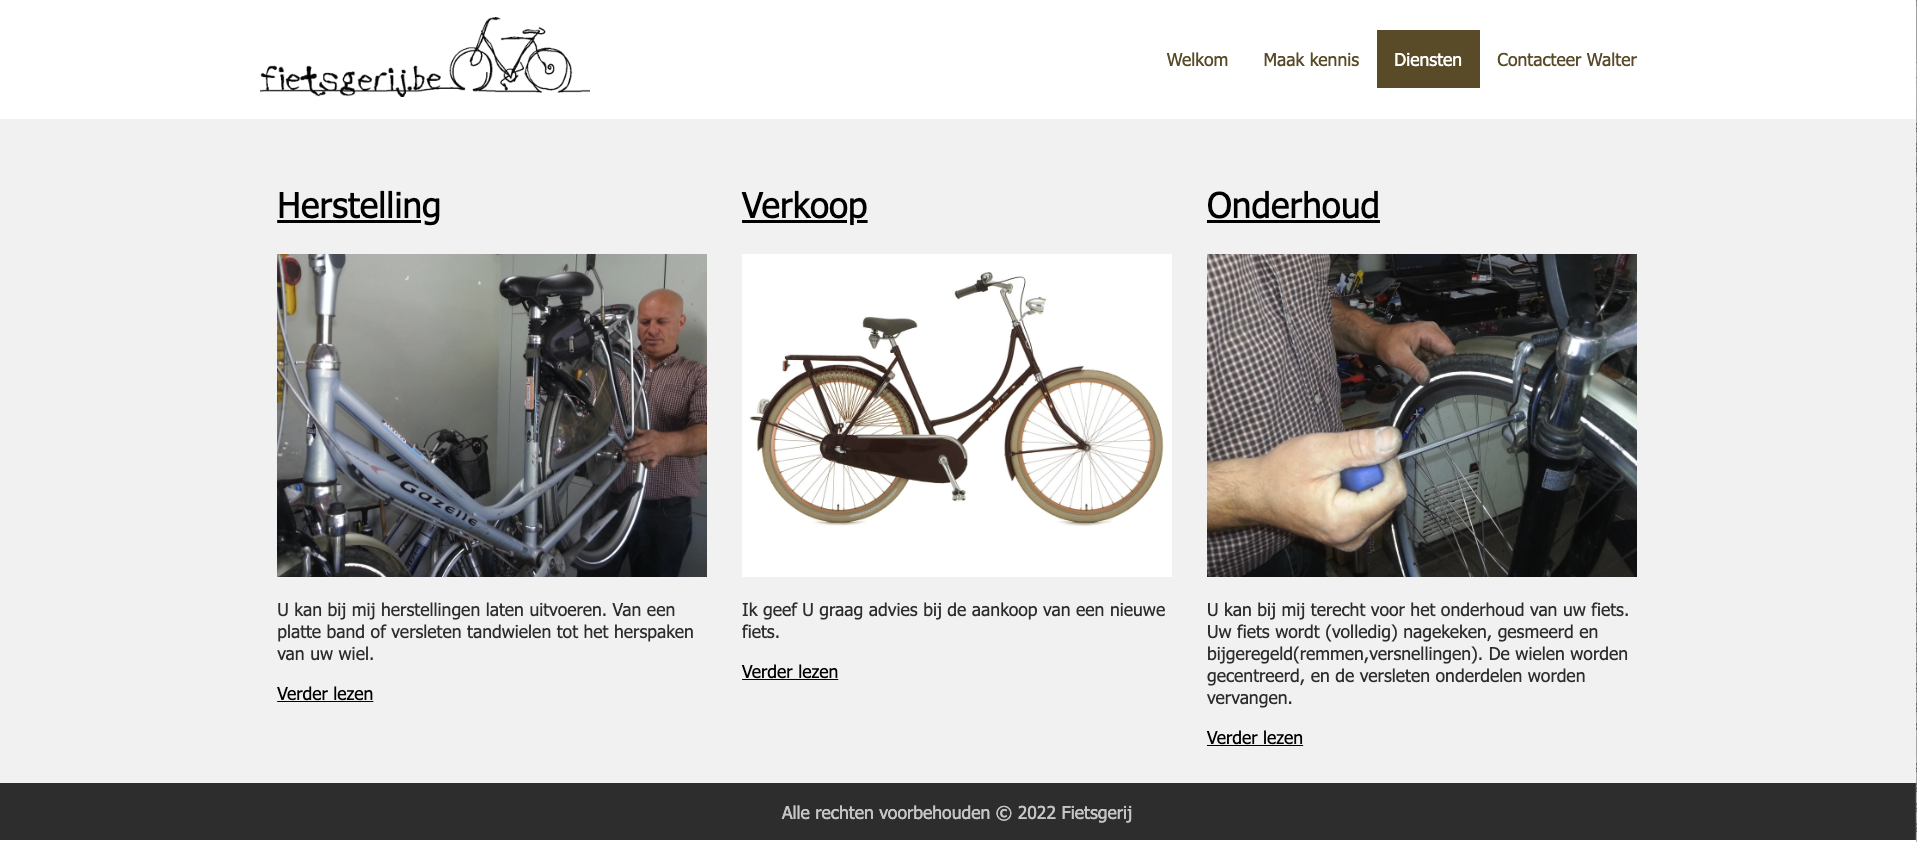 fietsgerij.be
Welkom
Maak kennis
Diensten
Contacteer Walter
Herstelling
Gazelle
U kan bij mij herstellingen laten uitvoeren. Van een
platte band of versleten tandwielen tot het herspaken
van uw wiel.
Verder lezen
Verkoop
Ik geef U graag advies bij de aankoop van een nieuwe
fiets.
Verder lezen
Onderhoud
U kan bij mij terecht voor het onderhoud van uw fiets.
Uw fiets wordt (volledig) nagekeken, gesmeerd en
bijgeregeld(remmen,versnellingen). De wielen worden
gecentreerd, en de versleten onderdelen worden
vervangen.
Verder lezen
Alle rechten voorbehouden © 2022 Fietsgerij